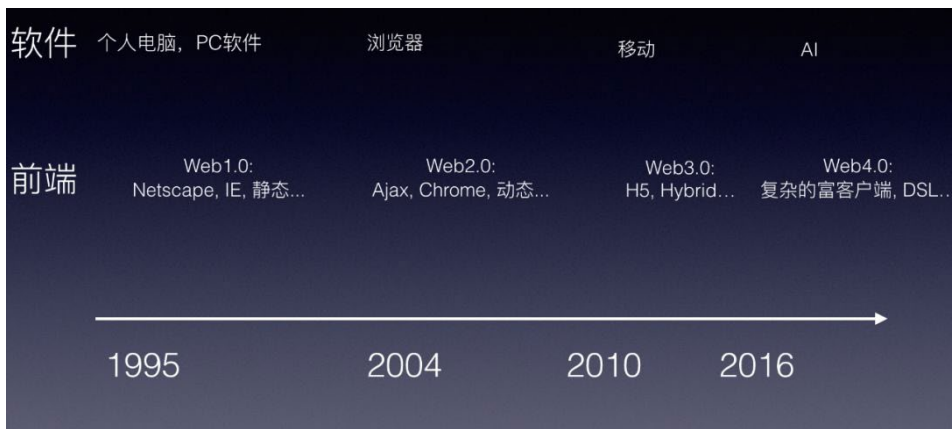 软件 个人电脑，PC软件 浏览器 移动 AI
前端
Web1.0:
Netscape, IE, 静态...
Web2.0:
Ajax, Chrome, 动态...
Web3.0:
H5, Hybrid...
Web4.0:
复杂的富客户端, DSL...
1995 2004 2010 2016